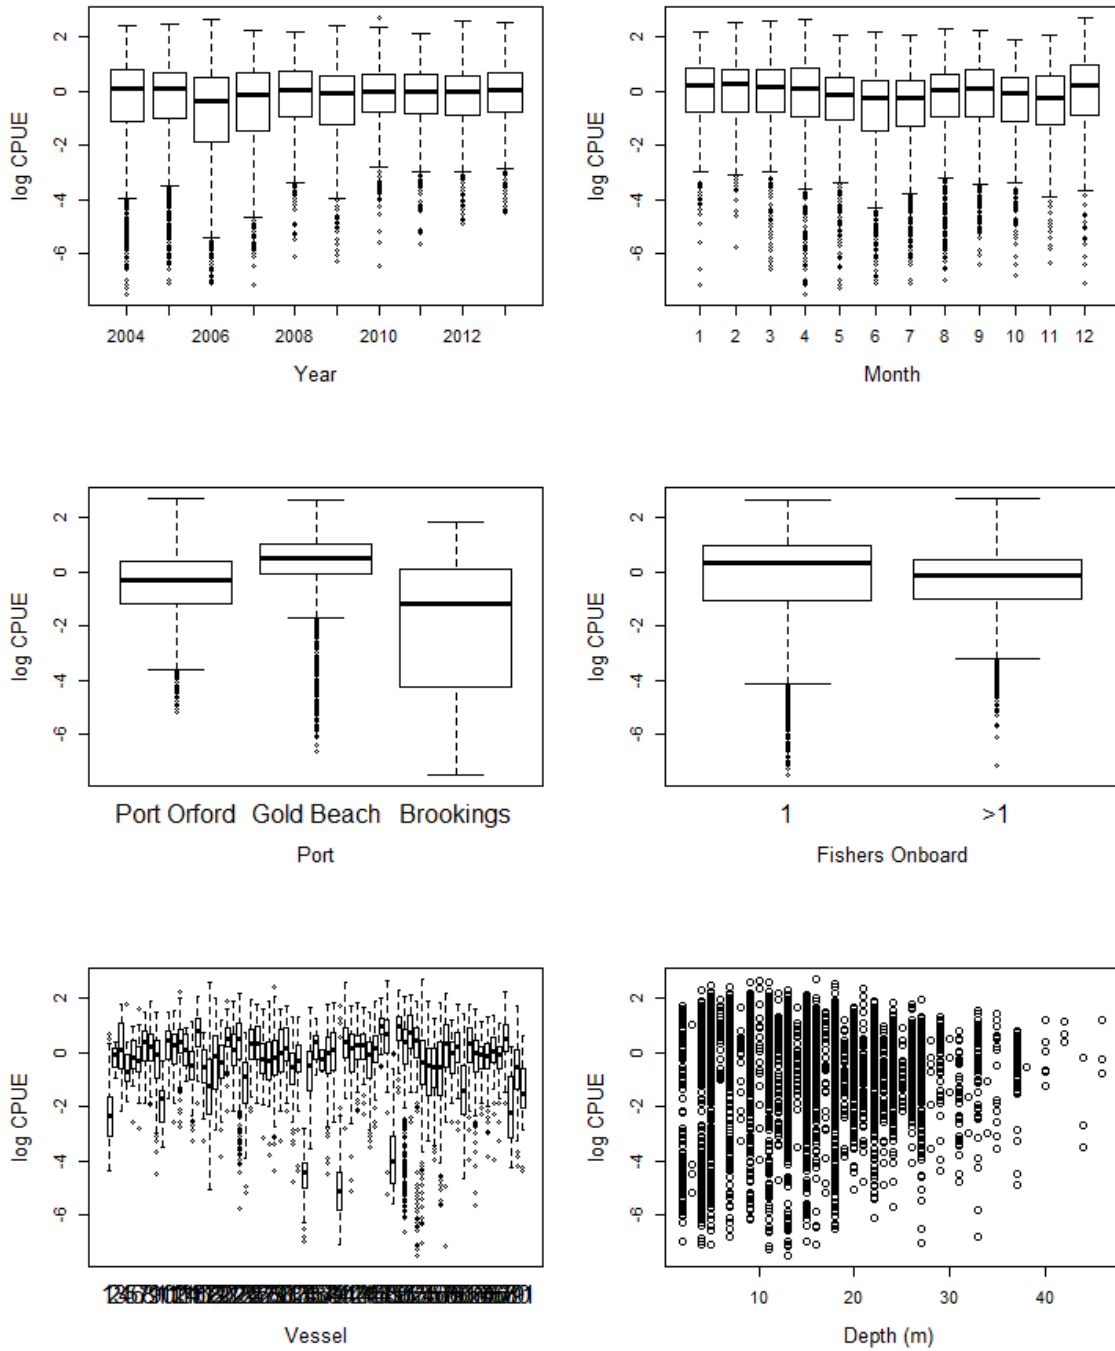 2
0
-2
-4
-6
log CPUE
2004 2006 2008 2010 2012
Year
2
0
-2
-4
-6
log CPUE
1 2 3 4 5 6 7 8 9 10 11 12
Month
2
0
-2
-4
-6
log CPUE
Port Orford Gold Beach Brookings
Port
2
0
-2
-4
-6
log CPUE
1 >1
Fishers Onboard
2
0
-2
-4
-6
log CPUE
Vessel
2
0
-2
-4
-6
log CPUE
10 20 30 40
Depth (m)